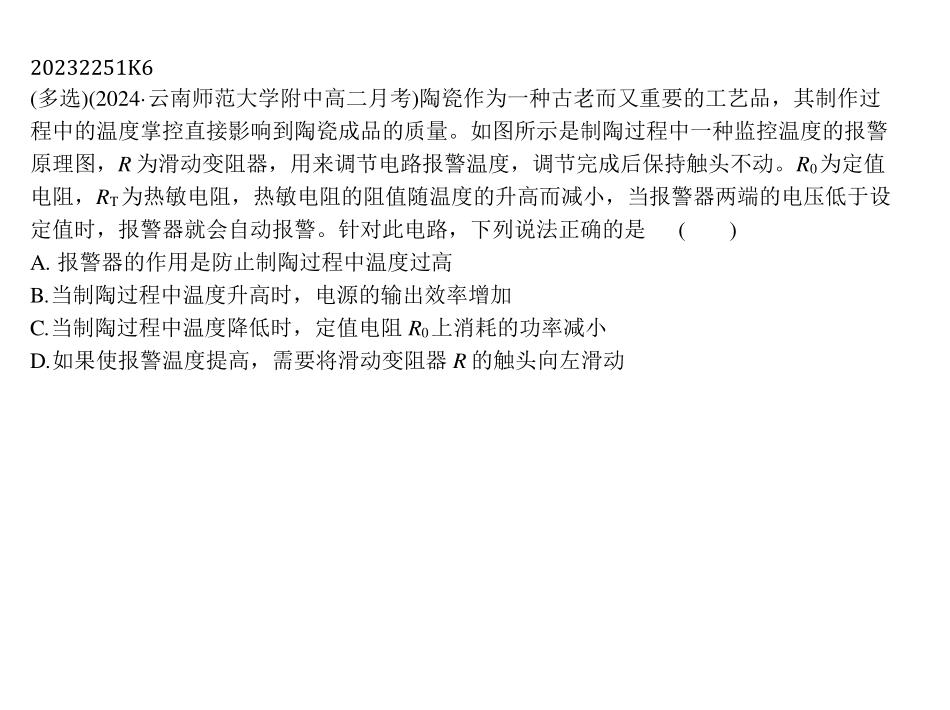 20232251K6
(多选)(2024·云南师范大学附中高二月考)陶瓷作为一种古老而又重要的工艺品，其制作过
程中的温度掌控直接影响到陶瓷成品的质量。如图所示是制陶过程中一种监控温度的报警
原理图，R 为滑动变阻器，用来调节电路报警温度，调节完成后保持触头不动。R0为定值
电阻，RT为热敏电阻，热敏电阻的阻值随温度的升高而减小，当报警器两端的电压低于设
定值时，报警器就会自动报警。针对此电路，下列说法正确的是 ( )
A. 报警器的作用是防止制陶过程中温度过高
B.当制陶过程中温度升高时，电源的输出效率增加
C.当制陶过程中温度降低时，定值电阻 R0上消耗的功率减小
D.如果使报警温度提高，需要将滑动变阻器 R 的触头向左滑动